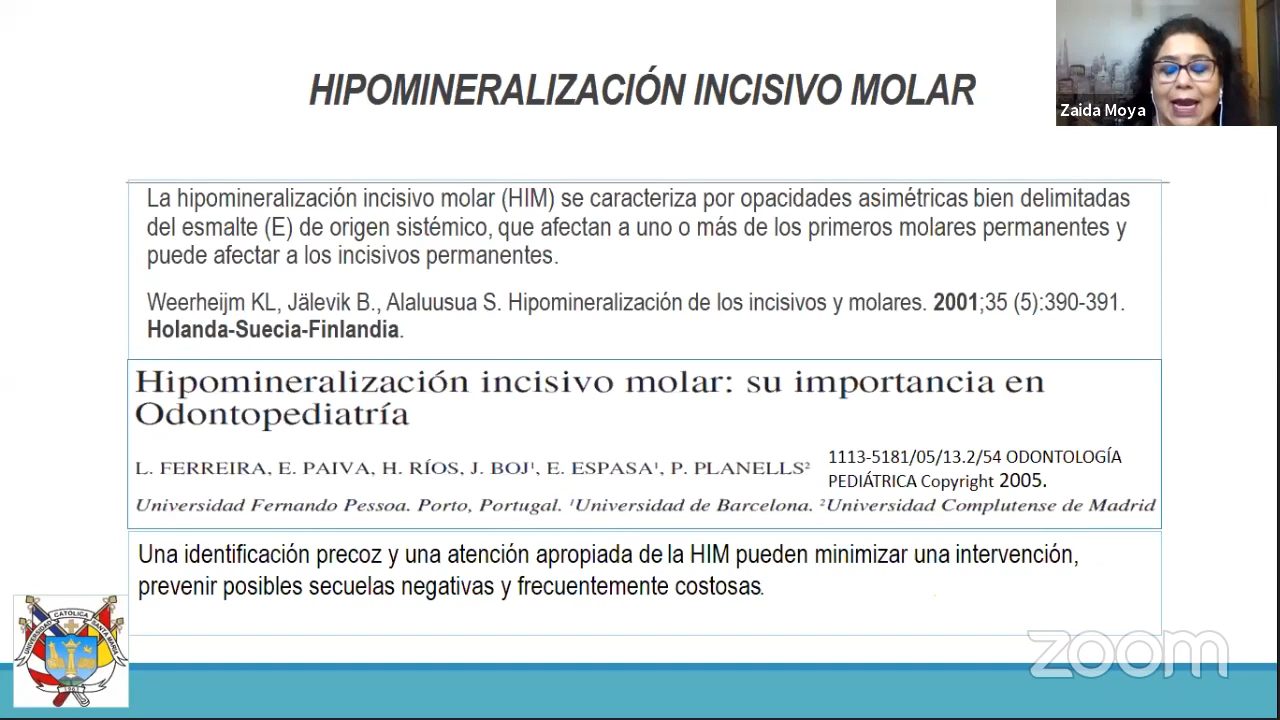 HIPOMINERALIZACIÓN INCISIVO MOLAR
Zaida Moya
La hipomineralización incisivo molar (HIM) se caracteriza por opacidades asimétricas bien delimitadas
del esmalte (E) de origen sistémico, que afectan a uno o más de los primeros molares permanentes y
puede afectar a los incisivos permanentes.
Weerheijm KL, Jälevik B., Alaluusua S. Hipomineralización de los incisivos y molares. 2001;35 (5):390-391.
Holanda-Suecia-Finlandia.
Hipomineralización incisivo molar: su importancia en
Odontopediatría
L. FERREIRA, E. PAIVA, H. RÍOS, J. BOJ¹, E. ESPASA¹, P. PLANELLS²
1113-5181/05/13.2/54 ODONTOLOGÍA
PEDIÁTRICA Copyright 2005.
Universidad Fernando Pessoa. Porto, Portugal. ¹Universidad de Barcelona. ²Universidad Complutense de Madrid
Una identificación precoz y una atención apropiada de la HIM pueden minimizar una intervención,
prevenir posibles secuelas negativas y frecuentemente costosas.
UNIVERSIDAD CATOLICA SANTA MARIA
1961
zoom